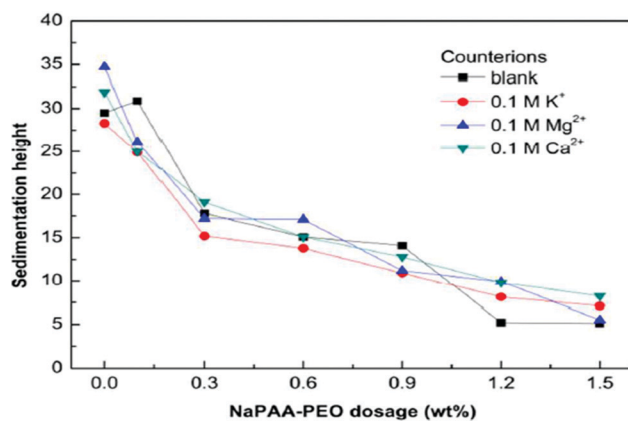 40
35
30
25
20
15
10
5
0
Sedimentation height
Counterions
blank
0.1 M K⁺
0.1 M Mg²⁺
0.1 M Ca²⁺
0.0 0.3 0.6 0.9 1.2 1.5
NaPAA-PEO dosage (wt%)